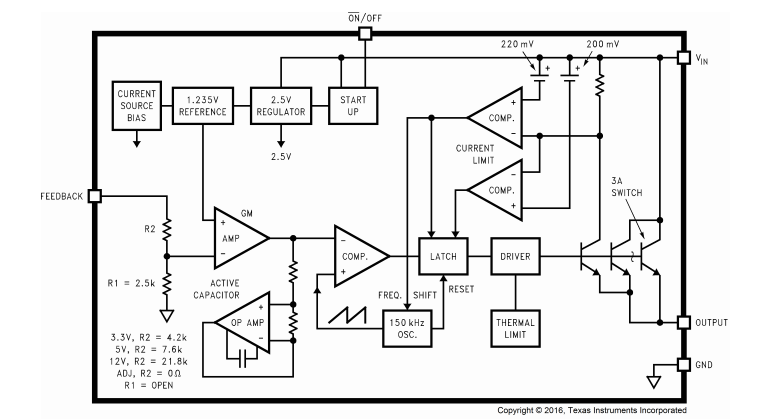 ON/OFF
220 mV
200 mV
VIN
+
+
CURRENT
SOURCE
BIAS
1.235V
REFERENCE
2.5V
REGULATOR
START
UP
2.5V
+
COMP.
−
CURRENT
LIMIT
−
COMP.
+
3A
SWITCH
FEEDBACK
R2
GM
+
AMP
−
R1 = 2.5k
−
COMP.
+
LATCH
DRIVER
ACTIVE
CAPACITOR
+
OP AMP
−
FREQ. SHIFT
RESET
150 kHz
OSC.
THERMAL
LIMIT
OUTPUT
3.3V, R2 = 4.2k
5V, R2 = 7.6k
12V, R2 = 21.8k
ADJ, R2 = 0Ω
R1 = OPEN
GND
Copyright © 2016, Texas Instruments Incorporated